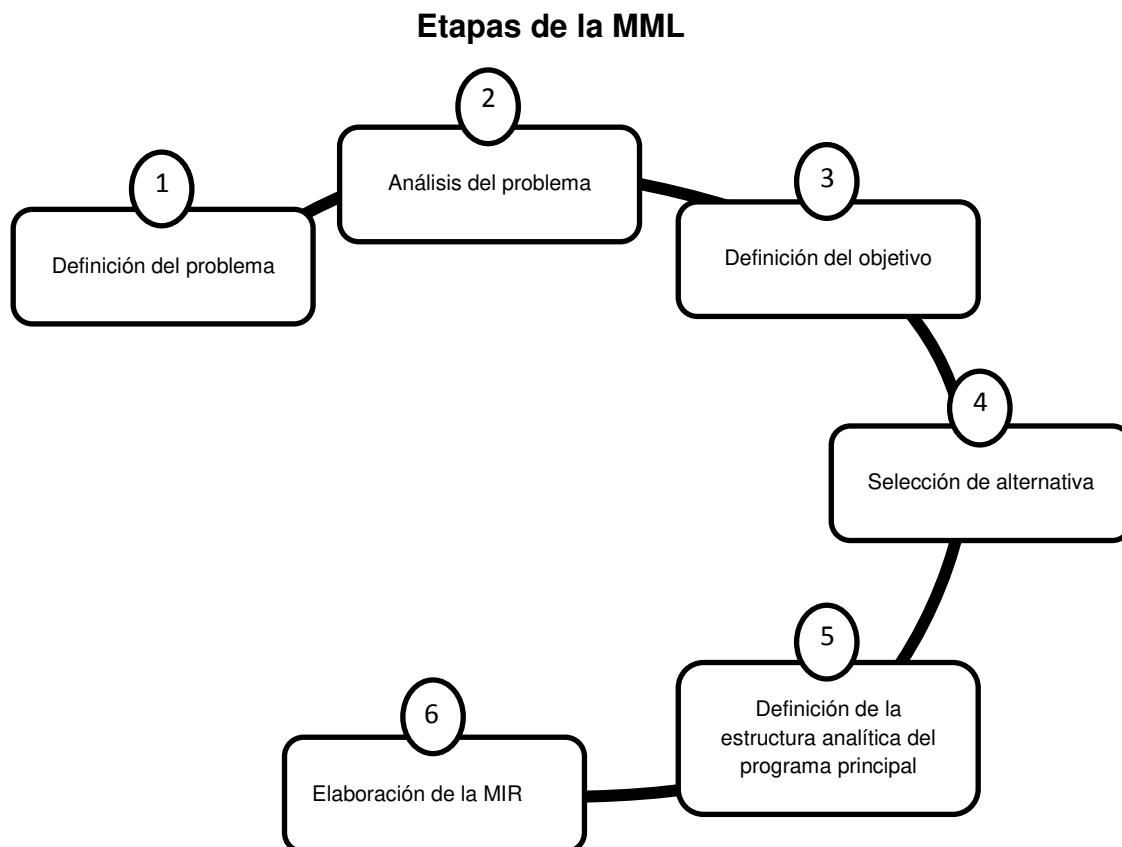 Etapas de la MML
1
Definición del problema
2
Análisis del problema
3
Definición del objetivo
4
Selección de alternativa
5
Definición de la
estructura analítica del
programa principal
6
Elaboración de la MIR